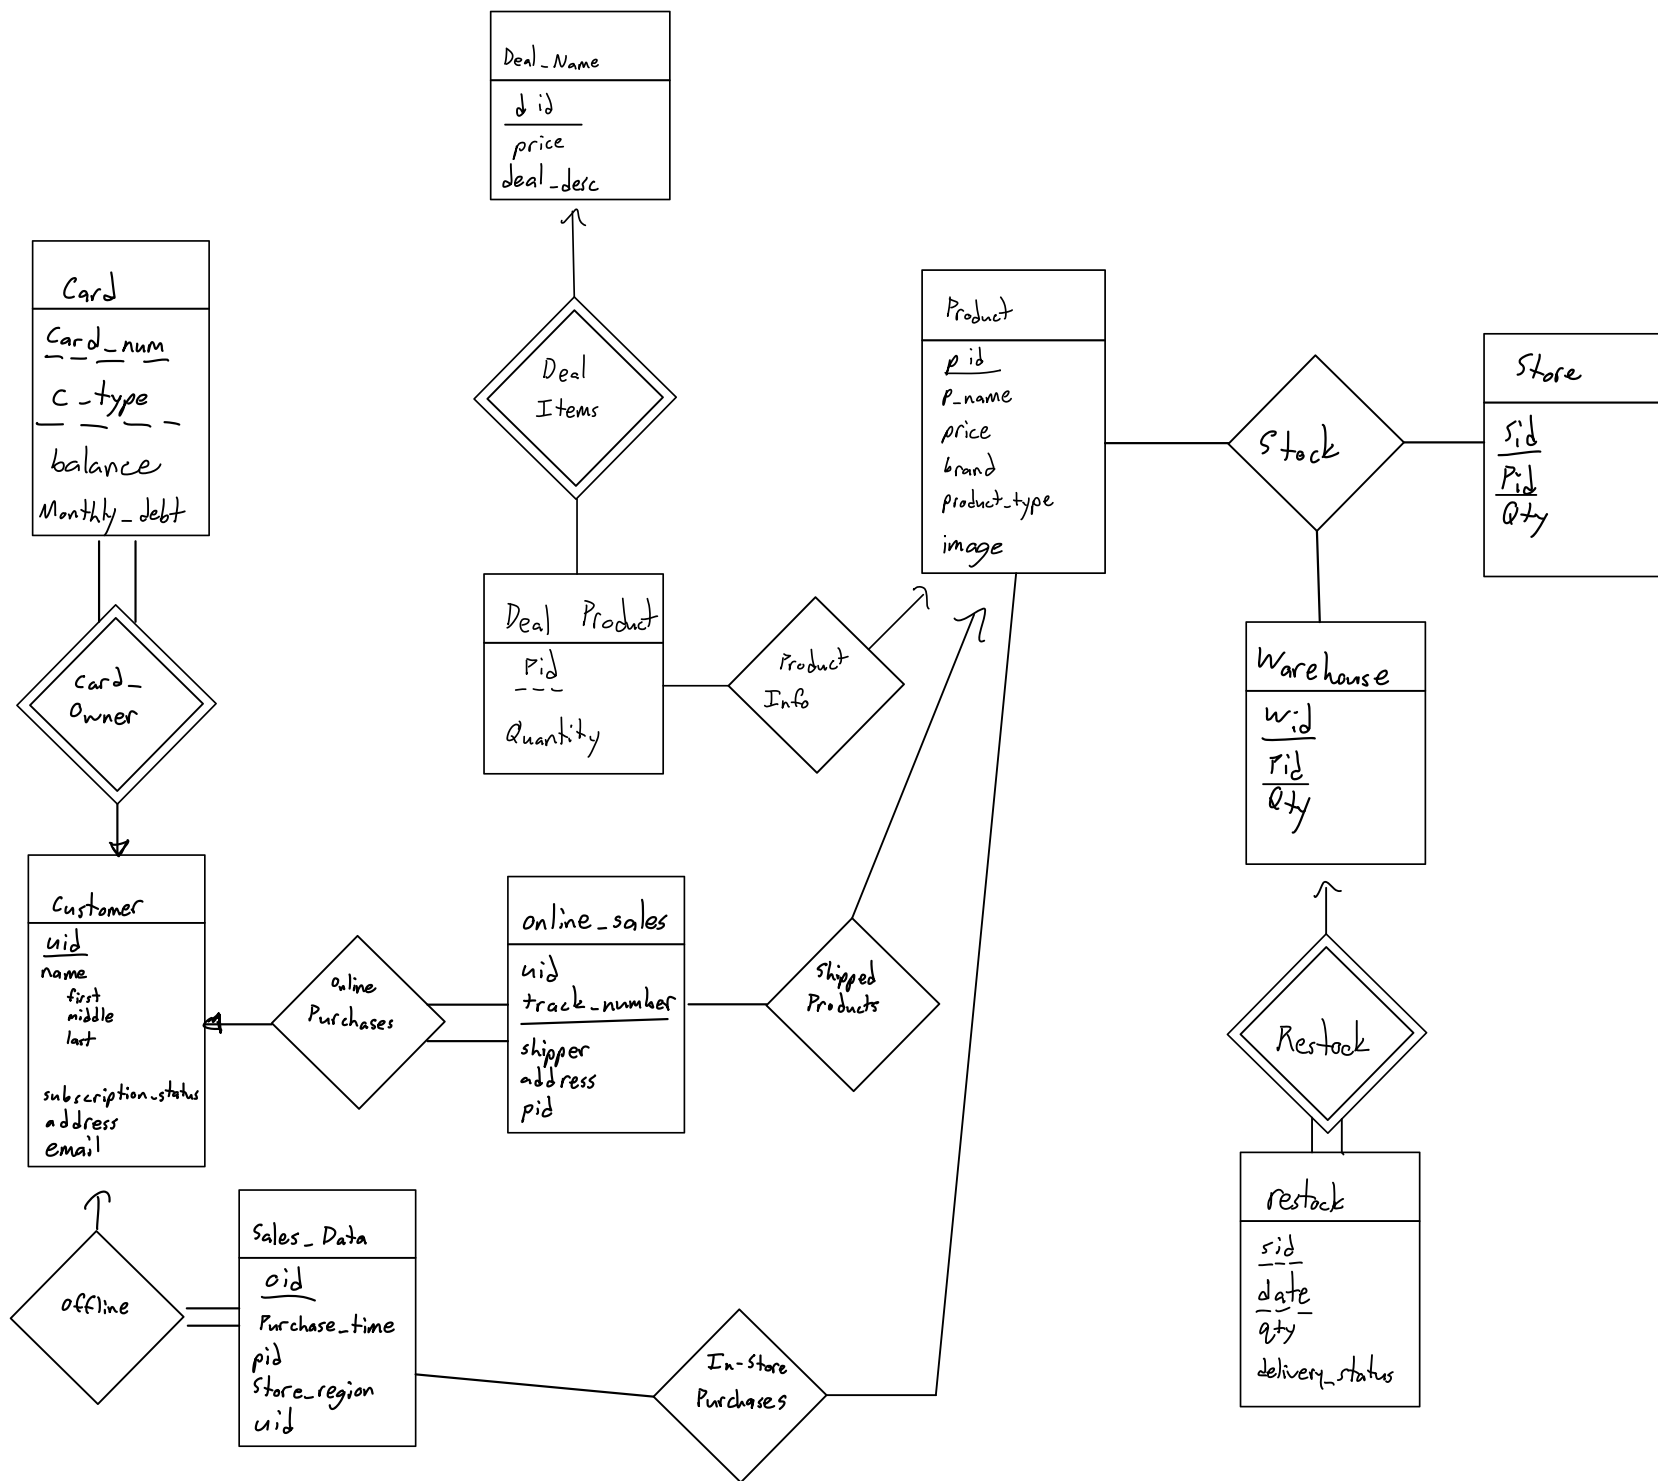 Deal_Name
d id
price
deal_desc
Card
Card_num
C_type
balance
Monthly_debt
Deal
Items
Product
pid
P_name
price
brand
product_type
image
Stock
Store
Sid
Pid
Qty
Card_
Owner
Deal Product
Pid
Quantity
Product
Info
Warehouse
Wid
Pid
Qty
Customer
uid
name
first
middle
last
subscription_status
address
email
Online
Purchases
online_sales
uid
track_number
shipper
address
pid
Shipped
Products
Restock
Offline
Sales_Data
oid
Purchase_time
pid
Store_region
uid
In-Store
Purchases
restock
sid
date
qty
delivery_status